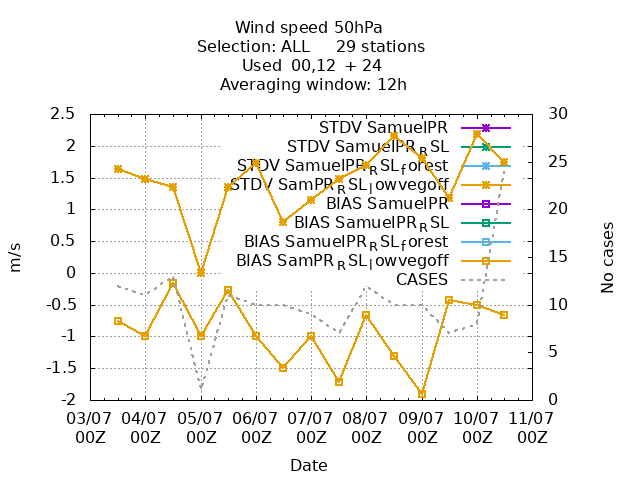 Wind speed 50hPa
Selection: ALL 29 stations
Used 00,12 + 24
Averaging window: 12h
2.5 30
STDV SamuelPR
2 STDV SamuelPR_RSL 25
STDV SamuelPR_RSL_forest
1.5 STDV SamPR_RSL_lowvegoff
BIAS SamuelPR 20
1 BIAS SamuelPR_RSL
0.5 BIAS SamuelPR_RSL_forest
BIAS SamPR_RSL_lowvegoff 15
0 CASES
m/s
No cases
-0.5 10
-1
-1.5 5
-2 0
03/07 04/07 05/07 06/07 07/07 08/07 09/07 10/07 11/07
00Z 00Z 00Z 00Z 00Z 00Z 00Z 00Z 00Z
Date